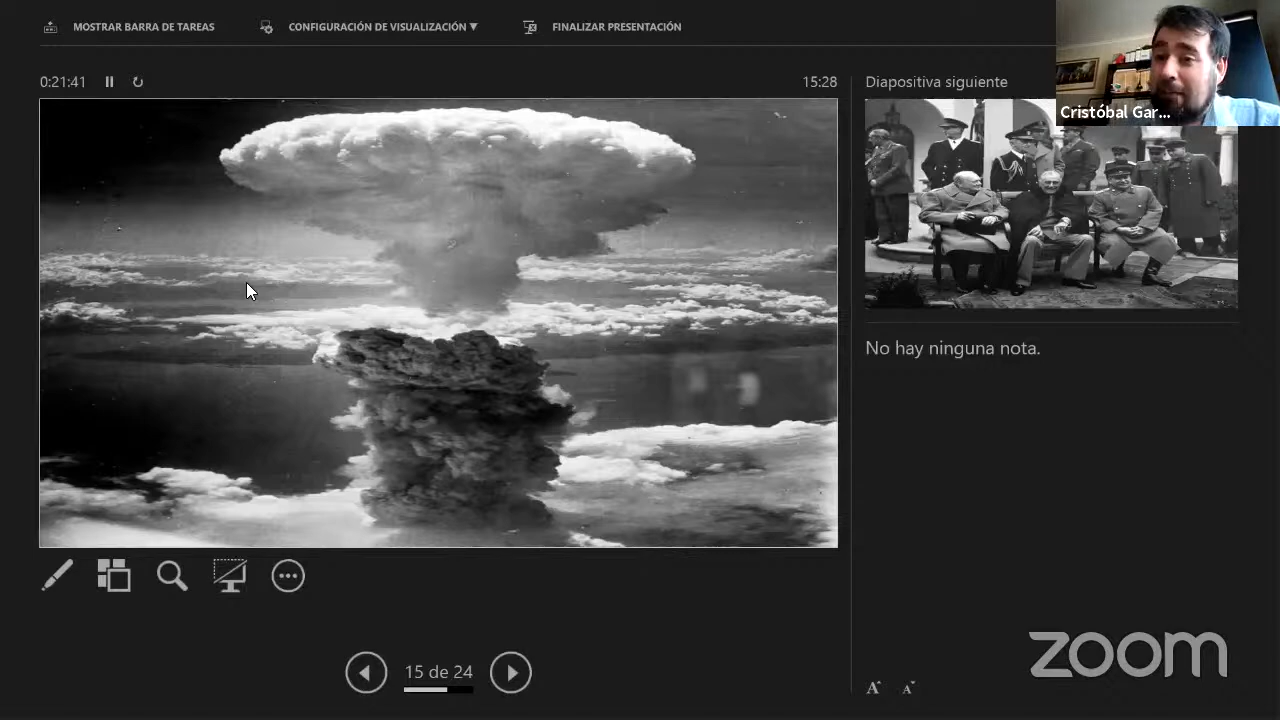 MOSTRAR BARRA DE TAREAS
CONFIGURACIÓN DE VISUALIZACIÓN ▼
FINALIZAR PRESENTACIÓN
0:21:41
15:28
Diapositiva siguiente
Cristóbal Gar...
No hay ninguna nota.
15 de 24
zoom
A A